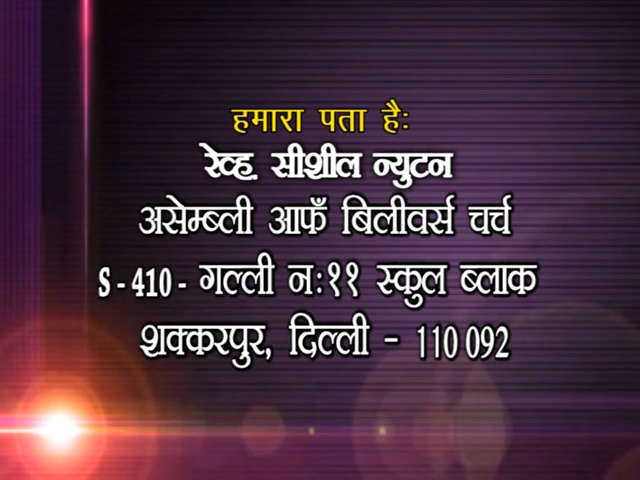 हमारा पता है:
रेव्ह. सीशील न्युटन
असेम्ब्ली आफँ बिलीवर्स चर्च
S - 410 - गल्ली न:११ स्कुल ब्लाक
शक्करपुर, दिल्ली - 110 092